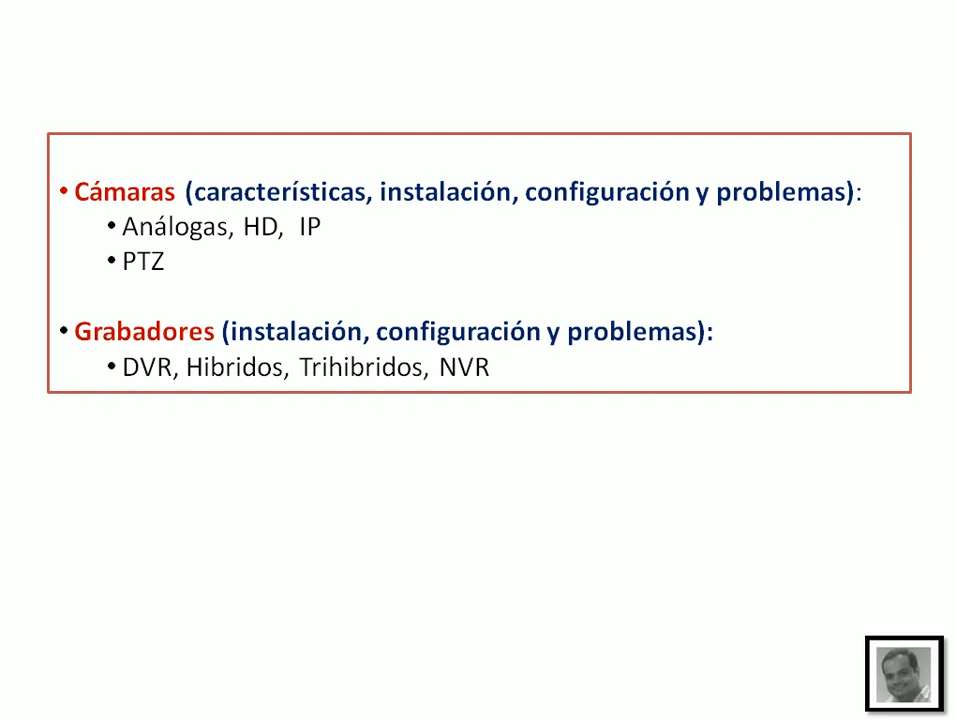 • Cámaras (características, instalación, configuración y problemas):
• Análogas, HD, IP
• PTZ
• Grabadores (instalación, configuración y problemas):
• DVR, Hibridos, Trihibridos, NVR